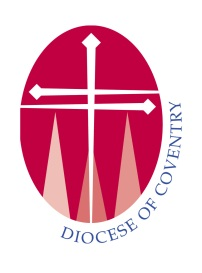 DIOCESE OF COVENTRY